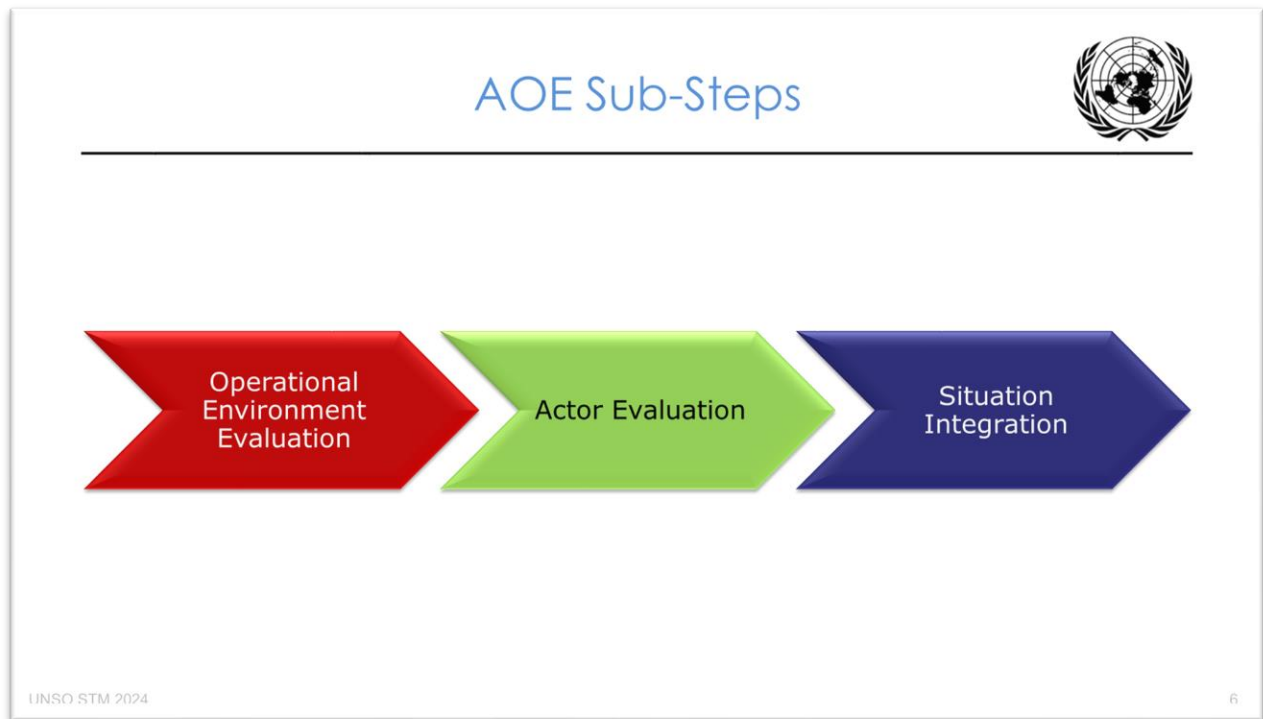 AOE Sub-Steps
Operational
Environment
Evaluation
Actor Evaluation
Situation
Integration
UNSO STM 2024
6